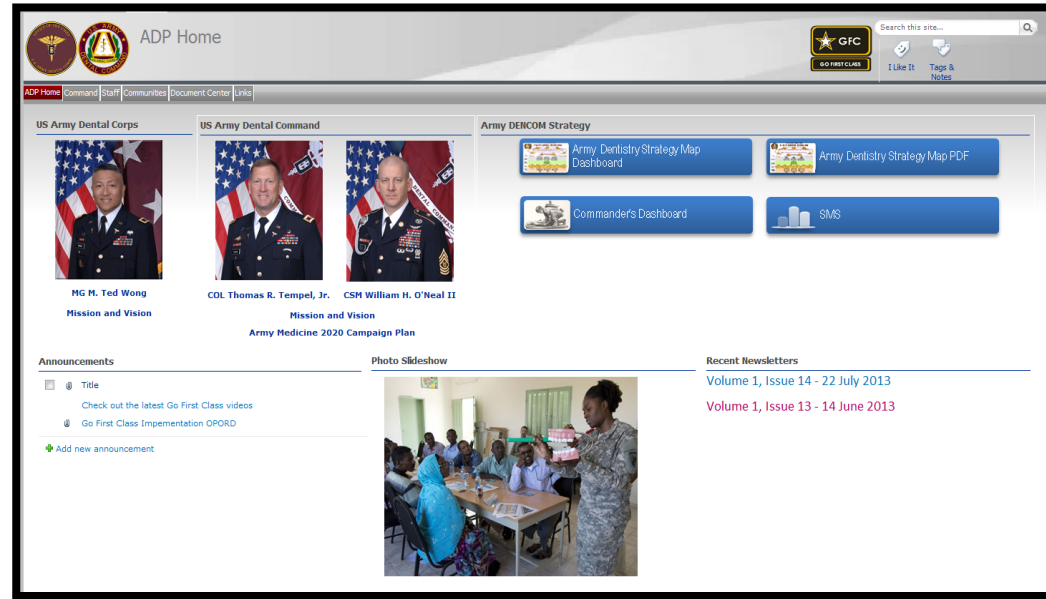 U.S. ARMY
DENTAL COMMAND
ADP Home
GFC
GO FIRST CLASS
Search this site...
I Like It
Tags &
Notes
ADP Home Command Staff Communities Document Center Links
US Army Dental Corps
US Army Dental Command
Army DENCOM Strategy
Army Dentistry Strategy Map
Dashboard
Army Dentistry Strategy Map PDF
Commander's Dashboard
SMS
MG M. Ted Wong
Mission and Vision
COL Thomas R. Tempel, Jr.
CSM William H. O'Neal II
Mission and Vision
Army Medicine 2020 Campaign Plan
Announcements
Title
Check out the latest Go First Class videos
Go First Class Impementation OPORD
Add new announcement
Photo Slideshow
Recent Newsletters
Volume 1, Issue 14 - 22 July 2013
Volume 1, Issue 13 - 14 June 2013